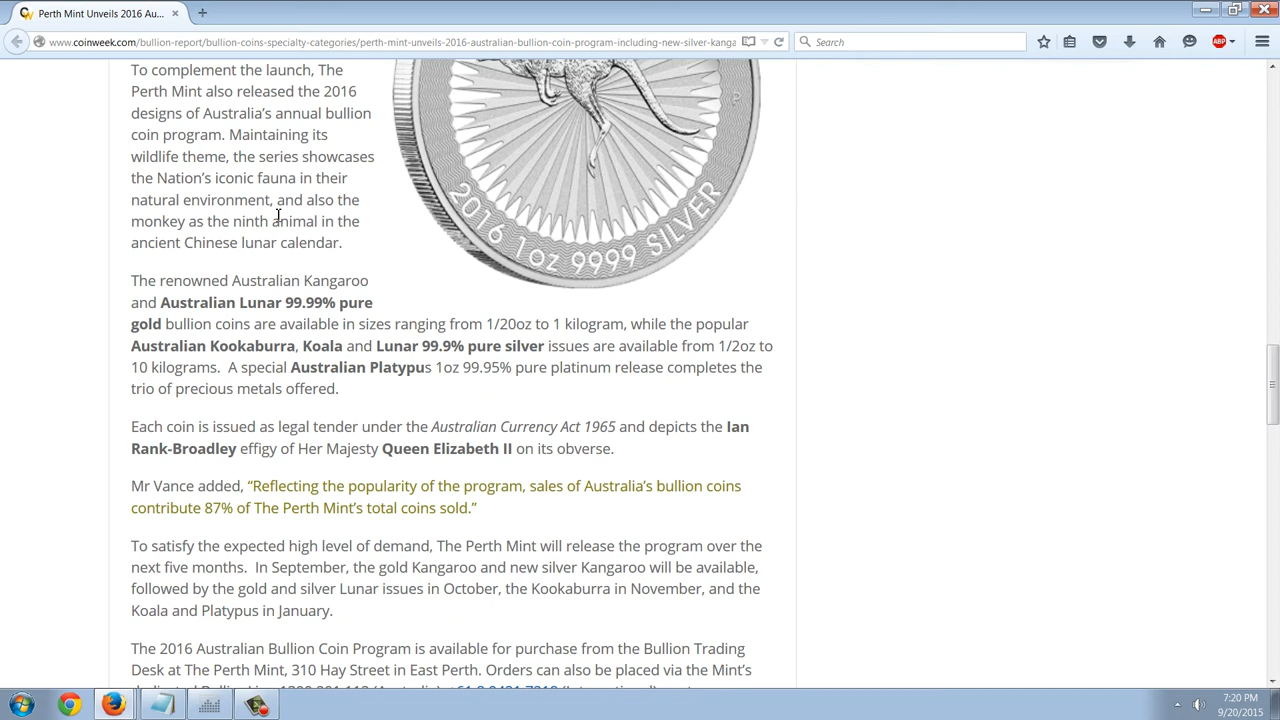 Perth Mint Unveils 2016 Au...
www.coinweek.com/bullion-report/bullion-coins-specialty-categories/perth-mint-unveils-2016-australian-bullion-coin-program-including-new-silver-kanga
Search
ABP
To complement the launch, The
Perth Mint also released the 2016
designs of Australia's annual bullion
coin program. Maintaining its
wildlife theme, the series showcases
the Nation's iconic fauna in their
natural environment, and also the
monkey as the ninth animal in the
ancient Chinese lunar calendar.
2016 1oz 9999 SILVER
P
The renowned Australian Kangaroo
and Australian Lunar 99.99% pure
gold bullion coins are available in sizes ranging from 1/20oz to 1 kilogram, while the popular
Australian Kookaburra, Koala and Lunar 99.9% pure silver issues are available from 1/2oz to
10 kilograms.  A special Australian Platypus 1oz 99.95% pure platinum release completes the
trio of precious metals offered.
Each coin is issued as legal tender under the Australian Currency Act 1965 and depicts the Ian
Rank-Broadley effigy of Her Majesty Queen Elizabeth II on its obverse.
Mr Vance added, “Reflecting the popularity of the program, sales of Australia's bullion coins
contribute 87% of The Perth Mint's total coins sold.”
To satisfy the expected high level of demand, The Perth Mint will release the program over the
next five months.  In September, the gold Kangaroo and new silver Kangaroo will be available,
followed by the gold and silver Lunar issues in October, the Kookaburra in November, and the
Koala and Platypus in January.
The 2016 Australian Bullion Coin Program is available for purchase from the Bullion Trading
Desk at The Perth Mint, 310 Hay Street in East Perth. Orders can also be placed via the Mint's
7:20 PM
9/20/2015